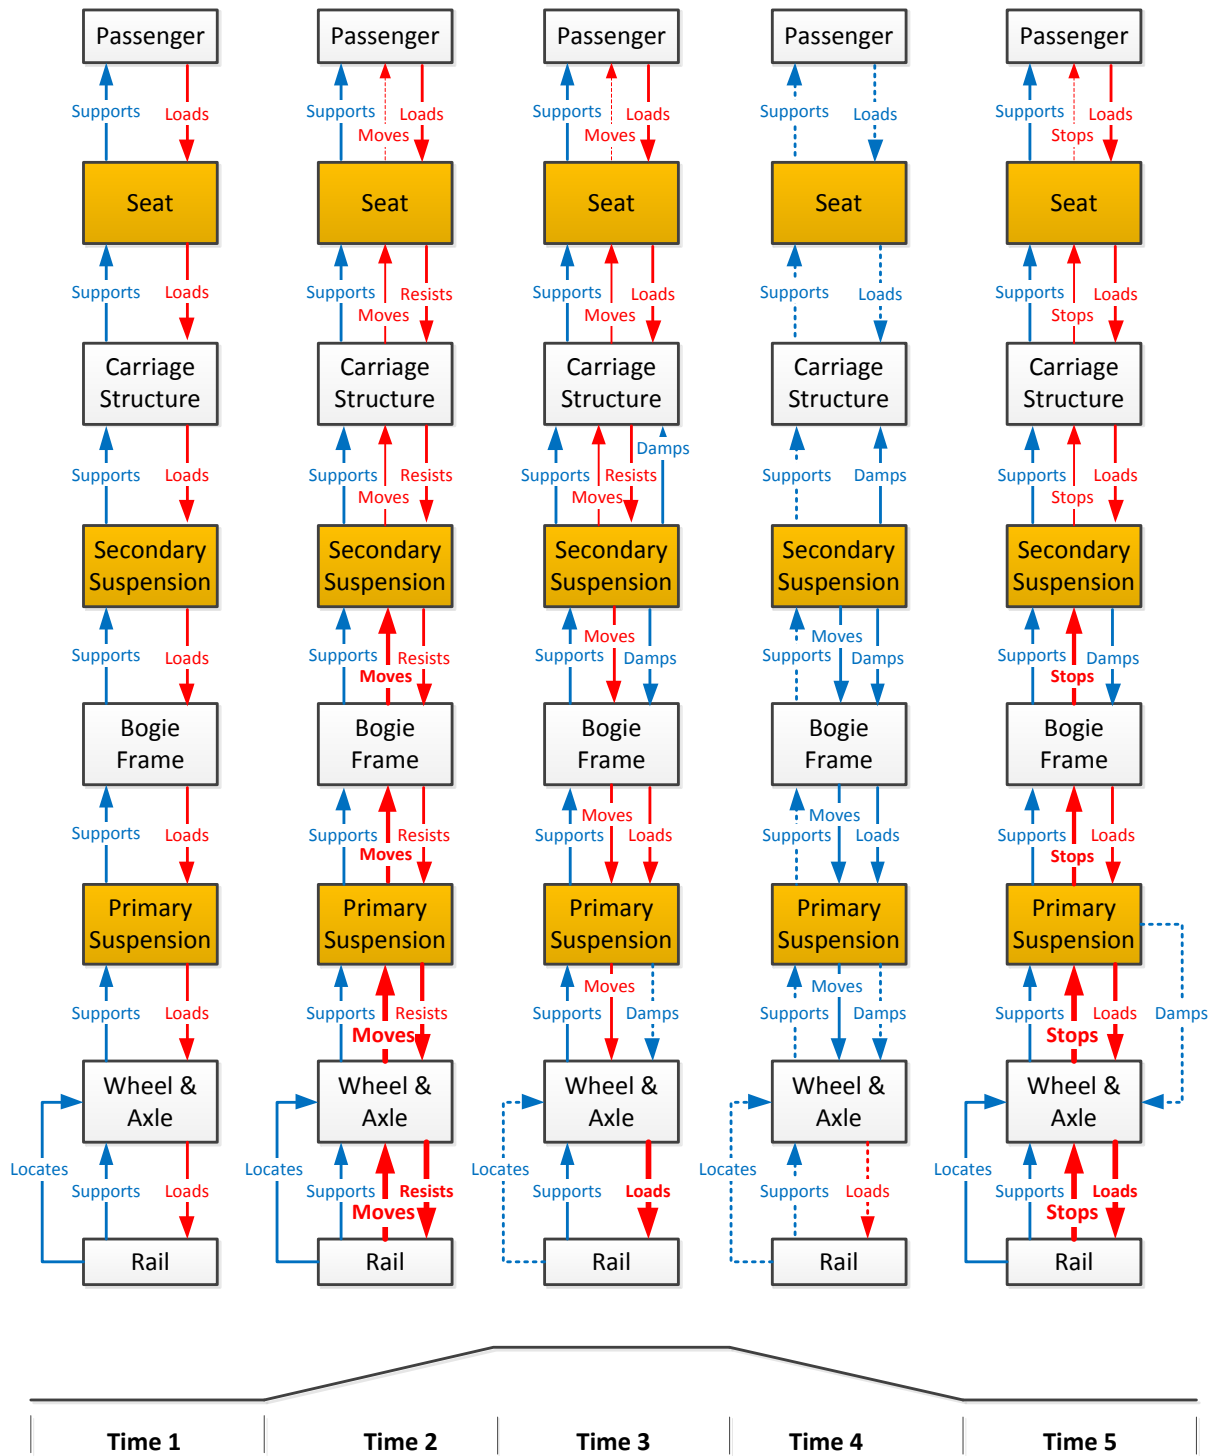 Passenger
Passenger
Passenger
Passenger
Passenger
Supports
Loads
Supports
Loads
Moves
Supports
Loads
Moves
Supports
Loads
Supports
Loads
Stops
Seat
Seat
Seat
Seat
Seat
Supports
Loads
Supports
Resists
Moves
Supports
Loads
Moves
Supports
Loads
Supports
Loads
Stops
Carriage
Structure
Carriage
Structure
Carriage
Structure
Carriage
Structure
Carriage
Structure
Supports
Loads
Supports
Resists
Moves
Damps
Supports
Resists
Moves
Supports
Damps
Supports
Loads
Stops
Secondary
Suspension
Secondary
Suspension
Secondary
Suspension
Secondary
Suspension
Secondary
Suspension
Supports
Loads
Supports
Resists
Moves
Moves
Supports
Damps
Moves
Supports
Damps
Supports
Damps
Stops
Bogie
Frame
Bogie
Frame
Bogie
Frame
Bogie
Frame
Bogie
Frame
Supports
Loads
Supports
Resists
Moves
Moves
Supports
Loads
Moves
Supports
Loads
Supports
Loads
Stops
Primary
Suspension
Primary
Suspension
Primary
Suspension
Primary
Suspension
Primary
Suspension
Supports
Loads
Supports
Resists
Moves
Moves
Supports
Damps
Moves
Supports
Damps
Supports
Loads
Stops
Damps
Wheel &
Axle
Wheel &
Axle
Wheel &
Axle
Wheel &
Axle
Wheel &
Axle
Locates
Supports
Loads
Locates
Supports
Resists
Moves
Locates
Supports
Loads
Locates
Supports
Loads
Locates
Supports
Loads
Stops
Rail
Rail
Rail
Rail
Rail
Time 1
Time 2
Time 3
Time 4
Time 5